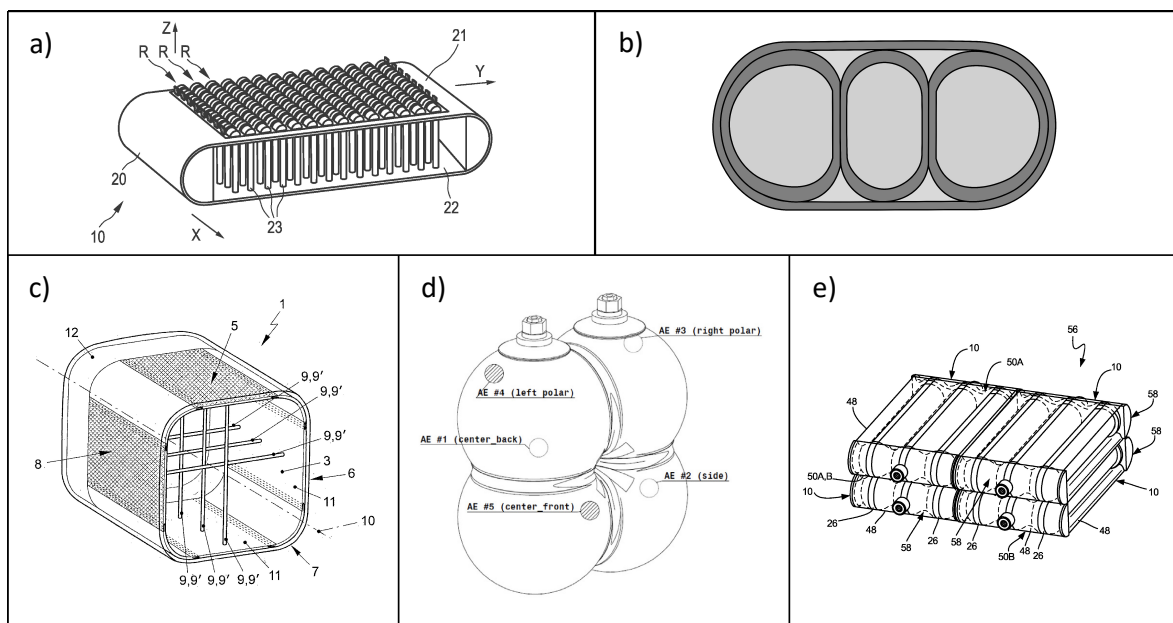 a)
Z
R R R
21
Y
20
22
23
10
X
b)
c)
1
12
5
9,9′
9,9′
9,9′
3
8
6
11
10
7
9,9′ 9,9′ 9,9′ 11
d)
AE #3 (right polar)
AE #4 (left polar)
AE #1 (center_back)
AE #2 (side)
AE #5 (center_front)
e)
56
10 50A
10
48
58
58
50A,B
10
10
26 48 58 26 58 26 50B 48 26
48